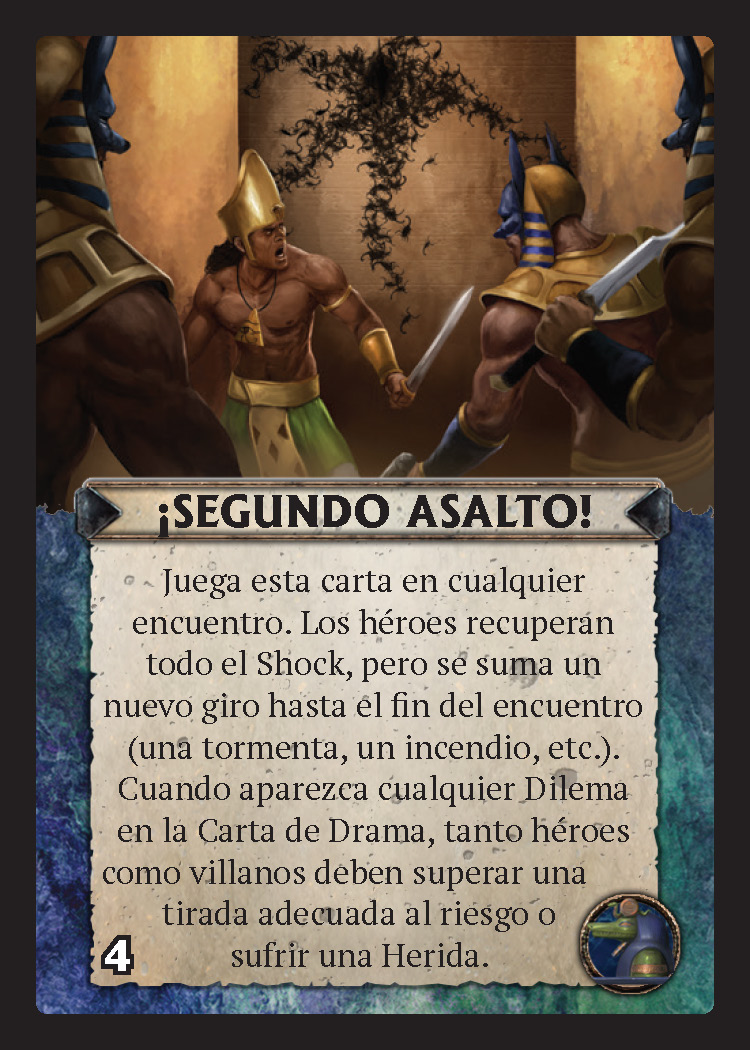 ¡SEGUNDO ASALTO!
Juega esta carta en cualquier
encuentro. Los héroes recuperan
todo el Shock, pero se suma un
nuevo giro hasta el fin del encuentro
(una tormenta, un incendio, etc.).
Cuando aparezca cualquier Dilema
en la Carta de Drama, tanto héroes
como villanos deben superar una
tirada adecuada al riesgo o
sufrir una Herida.
4